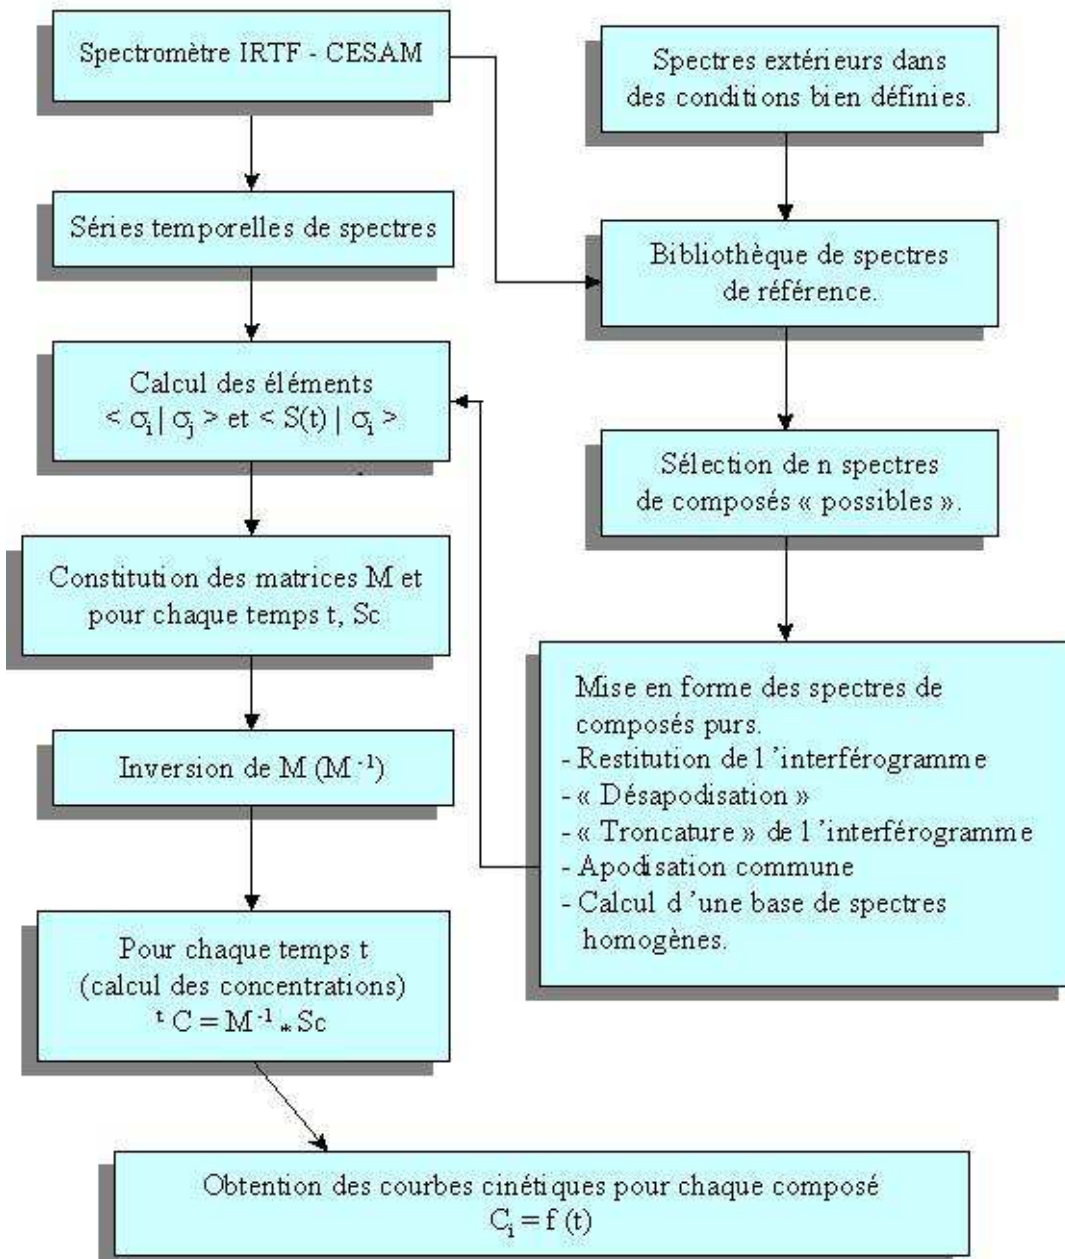 Spectromètre IRTF - CESAM
Séries temporelles de spectres
Calcul des éléments
< σi | σj > et < S(t) | σi >
Constitution des matrices M et
pour chaque temps t, Sc
Inversion de M (M⁻¹)
Pour chaque temps t
(calcul des concentrations)
ᵗ C = M⁻¹ * Sc
Spectres extérieurs dans
des conditions bien définies.
Bibliothèque de spectres
de référence.
Sélection de n spectres
de composés « possibles ».
Mise en forme des spectres de
composés purs.
- Restitution de l ’interférogramme
- « Désapodisation »
- « Troncature » de l ’interférogramme
- Apodisation commune
- Calcul d ’une base de spectres
homogènes.
Obtention des courbes cinétiques pour chaque composé
Ci = f (t)